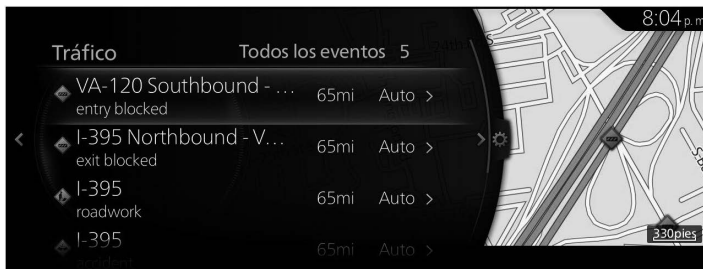 8:04 p.m
Tráfico Todos los eventos 5
VA-120 Southbound - ... 65mi Auto >
entry blocked
I-395 Northbound - V... 65mi Auto >
exit blocked
I-395 65mi Auto >
roadwork
I-395 65mi Auto >
accident
330pies